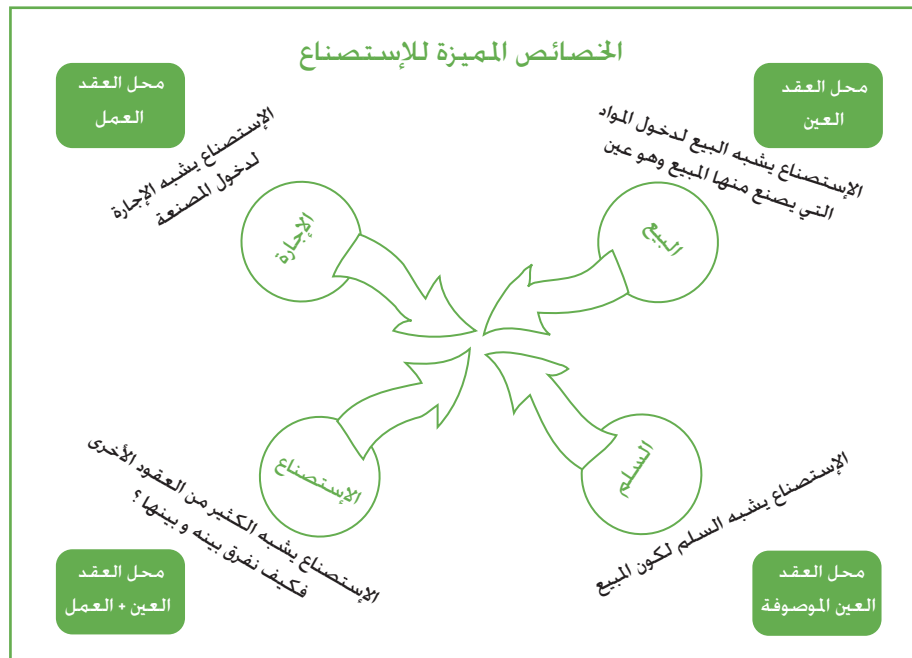 الخصائص المميزة للإستصناع
محل العقد
العين
الإستصناع يشبه البيع لدخول المواد
التي يصنع منها المبيع وهو عين
البيع
محل العقد
العمل
الإستصناع يشبه الإجارة
لدخول المصنعة
الإجارة
السلم
الإستصناع يشبه السلم لكون المبيع
محل العقد
العين الموصوفة
الإستصناع
الإستصناع يشبه الكثير من العقود الأخرى
فكيف نفرق بينه و بينها ؟
محل العقد
العين + العمل